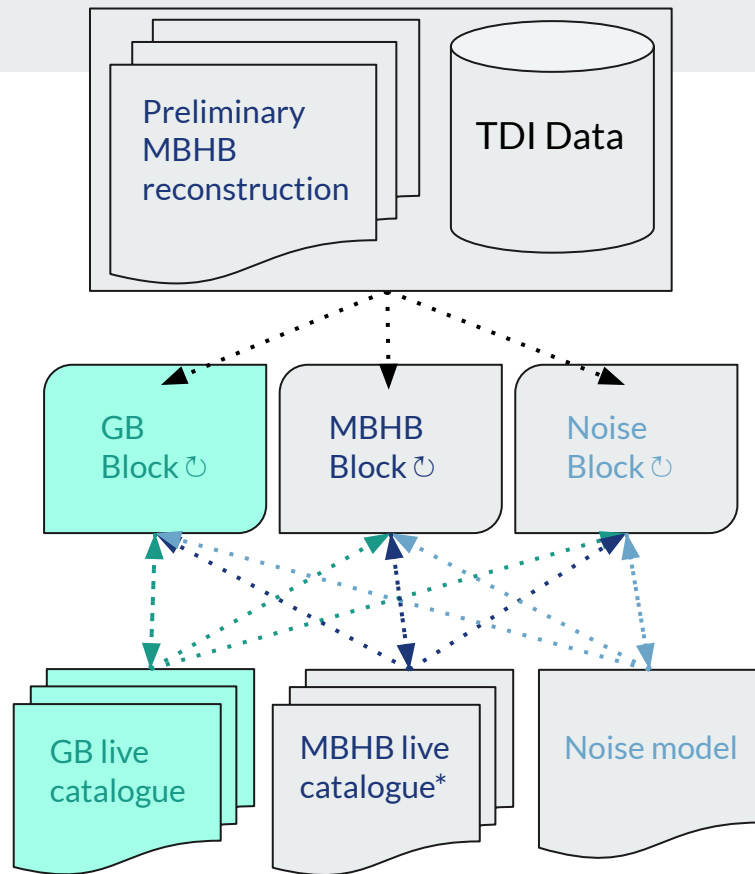 Preliminary
MBHB
reconstruction
TDI Data
GB
Block ↻
MBHB
Block ↻
Noise
Block ↻
GB live
catalogue
MBHB live
catalogue*
Noise model